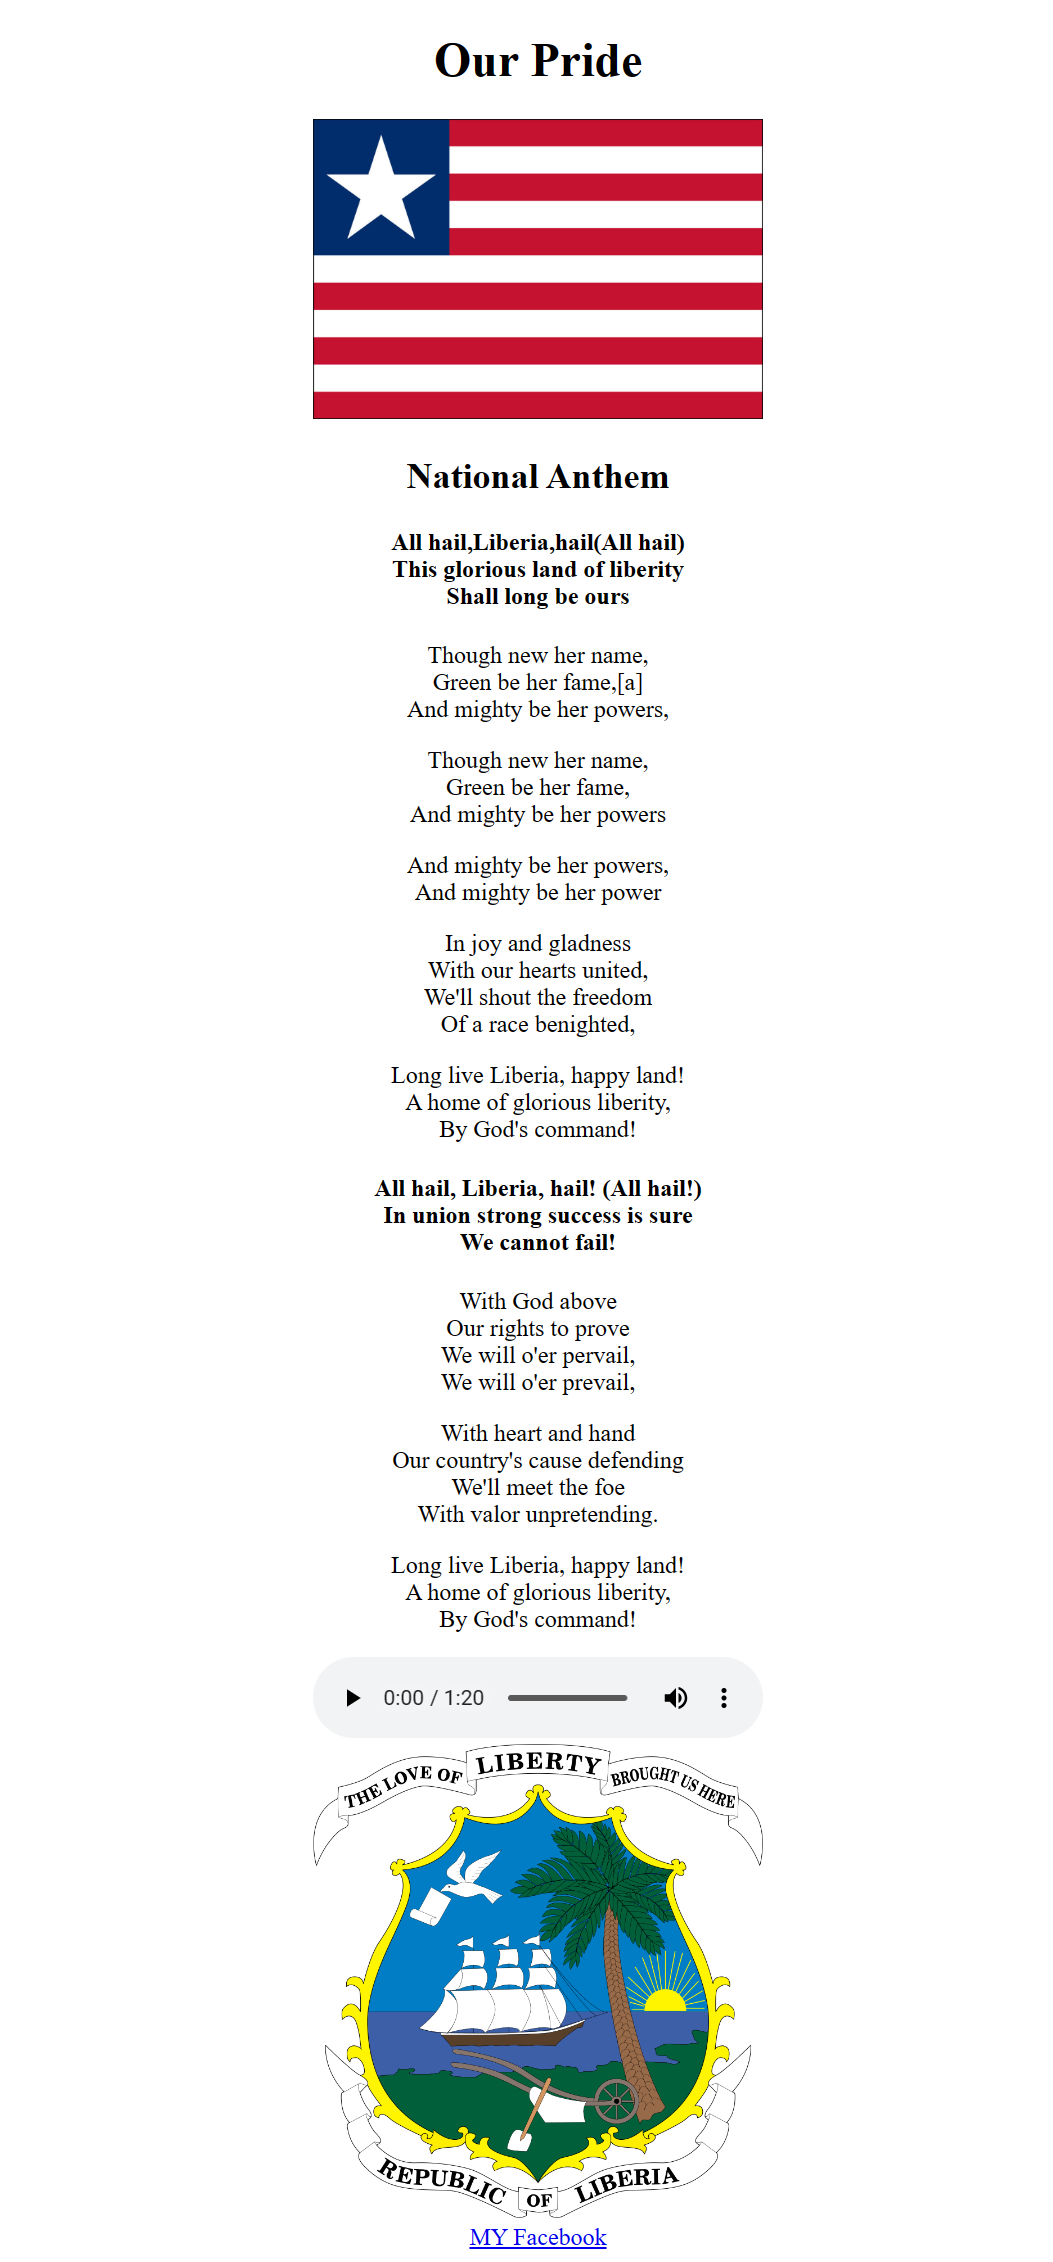 Our Pride
National Anthem
All hail,Liberia,hail(All hail)
This glorious land of liberity
Shall long be ours
Though new her name,
Green be her fame,[a]
And mighty be her powers,
Though new her name,
Green be her fame,
And mighty be her powers
And mighty be her powers,
And mighty be her power
In joy and gladness
With our hearts united,
We'll shout the freedom
Of a race benighted,
Long live Liberia, happy land!
A home of glorious liberity,
By God's command!
All hail, Liberia, hail! (All hail!)
In union strong success is sure
We cannot fail!
With God above
Our rights to prove
We will o'er pervail,
We will o'er prevail,
With heart and hand
Our country's cause defending
We'll meet the foe
With valor unpretending.
Long live Liberia, happy land!
A home of glorious liberity,
By God's command!
0:00 / 1:20
THE LOVE OF LIBERTY BROUGHT US HERE
REPUBLIC OF LIBERIA
MY Facebook